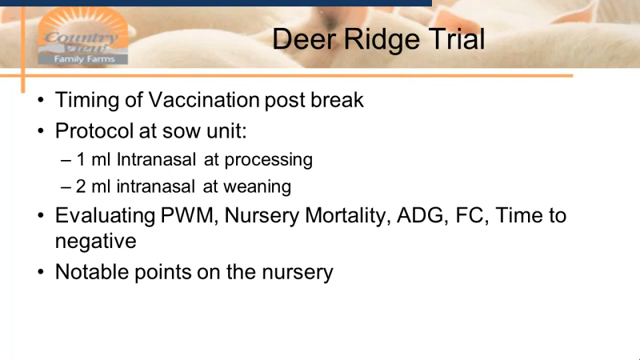 Country
View
Family Farms
Deer Ridge Trial
• Timing of Vaccination post break
• Protocol at sow unit:
– 1 ml Intranasal at processing
– 2 ml intranasal at weaning
• Evaluating PWM, Nursery Mortality, ADG, FC, Time to
negative
• Notable points on the nursery